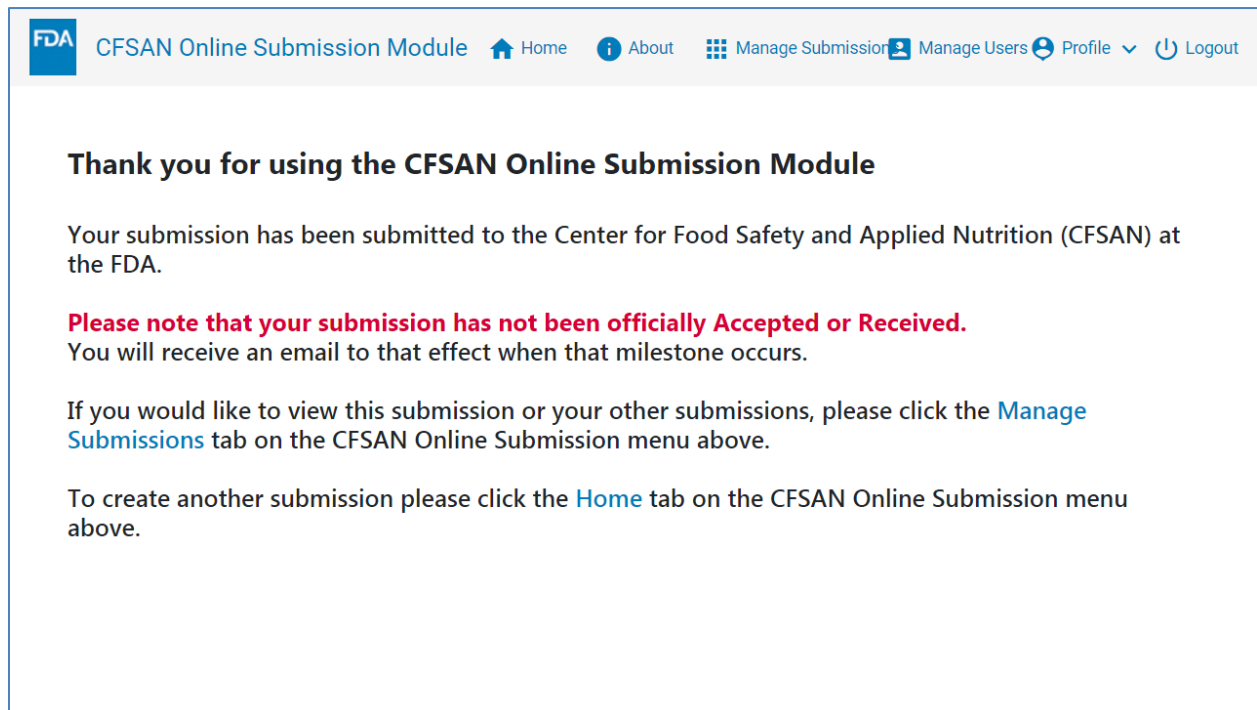 FDA
CFSAN Online Submission Module Home About Manage Submission Manage Users Profile Logout
Thank you for using the CFSAN Online Submission Module
Your submission has been submitted to the Center for Food Safety and Applied Nutrition (CFSAN) at
the FDA.
Please note that your submission has not been officially Accepted or Received.
You will receive an email to that effect when that milestone occurs.
If you would like to view this submission or your other submissions, please click the Manage
Submissions tab on the CFSAN Online Submission menu above.
To create another submission please click the Home tab on the CFSAN Online Submission menu
above.